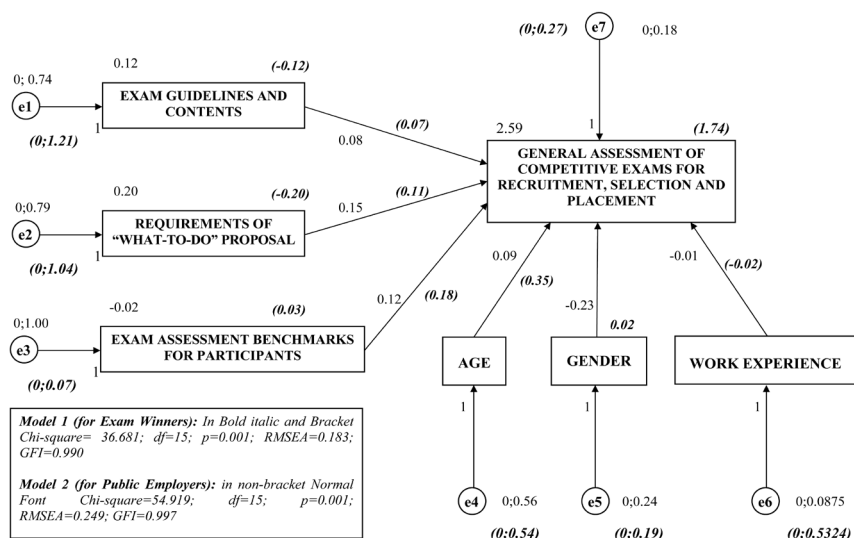 (0;0.27)
e7
0;0.18
0.12
(-0.12)
0; 0.74
e1
EXAM GUIDELINES AND
CONTENTS
1
(0;1.21)
(0.07)
0.08
2.59
1
(1.74)
GENERAL ASSESSMENT OF
COMPETITIVE EXAMS FOR
RECRUITMENT, SELECTION AND
PLACEMENT
0.20
(-0.20)
(0.11)
0;0.79
e2
REQUIREMENTS OF
“WHAT-TO-DO” PROPOSAL
0.15
1
(0;1.04)
0.09
(0.35)
-0.01
(-0.02)
-0.02
(0.03)
0.12
(0.18)
-0.23
0.02
0;1.00
e3
EXAM ASSESSMENT BENCHMARKS
FOR PARTICIPANTS
1
(0;0.07)
AGE
GENDER
WORK EXPERIENCE
1
1
1
Model 1 (for Exam Winners): In Bold italic and Bracket
Chi-square= 36.681; df=15; p=0.001; RMSEA=0.183;
GFI=0.990
Model 2 (for Public Employers): in non-bracket Normal
Font Chi-square=54.919; df=15; p=0.001;
RMSEA=0.249; GFI=0.997
e4
0;0.56
e5
0;0.24
e6
0;0.0875
(0:0.54)
(0:0.19)
(0:0.5324)